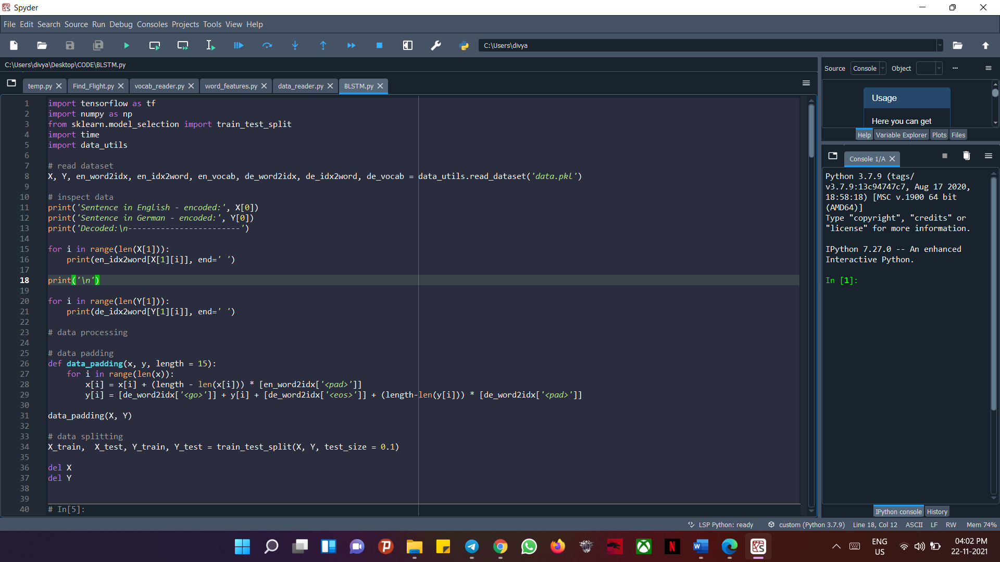 Spyder
File Edit Search Source Run Debug Consoles Projects Tools View Help
C:\Users\divya
C:\Users\divya\Desktop\CODE\BLSTM.py
temp.py Find_Flight.py vocab_reader.py word_features.py data_reader.py BLSTM.py
1 import tensorflow as tf
2 import numpy as np
3 from sklearn.model_selection import train_test_split
4 import time
5 import data_utils
6
7 # read dataset
8 X, Y, en_word2idx, en_idx2word, en_vocab, de_word2idx, de_idx2word, de_vocab = data_utils.read_dataset('data.pkl')
9
10 # inspect data
11 print('Sentence in English - encoded:', X[0])
12 print('Sentence in German - encoded:', Y[0])
13 print('Decoded:\n------------------------')
14
15 for i in range(len(X[1])):
16     print(en_idx2word[X[1][i]], end=' ')
17
18 print('\n')
19
20 for i in range(len(Y[1])):
21     print(de_idx2word[Y[1][i]], end=' ')
22
23 # data processing
24
25 # data padding
26 def data_padding(x, y, length = 15):
27     for i in range(len(x)):
28         x[i] = x[i] + (length - len(x[i])) * [en_word2idx['<pad>']]
29         y[i] = [de_word2idx['<go>']] + y[i] + [de_word2idx['<eos>']] + (length-len(y[i])) * [de_word2idx['<pad>']]
30
31 data_padding(X, Y)
32
33 # data splitting
34 X_train,  X_test, Y_train, Y_test = train_test_split(X, Y, test_size = 0.1)
35
36 del X
37 del Y
38
39
40 # In[5]:
Source Console Object
Usage
Here you can get
Help Variable Explorer Plots Files
Console 1/A
Python 3.7.9 (tags/
v3.7.9:13c94747c7, Aug 17 2020,
18:58:18) [MSC v.1900 64 bit
(AMD64)]
Type "copyright", "credits" or
"license" for more information.
IPython 7.27.0 -- An enhanced
Interactive Python.
In [1]:
IPython console History
LSP Python: ready custom (Python 3.7.9) Line 18, Col 12 ASCII LF RW Mem 74%
ENG
US
04:02 PM
22-11-2021